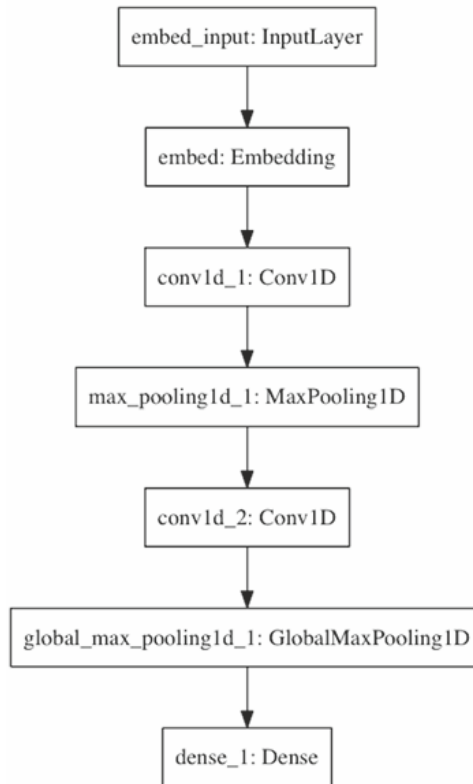 embed_input: InputLayer
embed: Embedding
conv1d_1: Conv1D
max_pooling1d_1: MaxPooling1D
conv1d_2: Conv1D
global_max_pooling1d_1: GlobalMaxPooling1D
dense_1: Dense